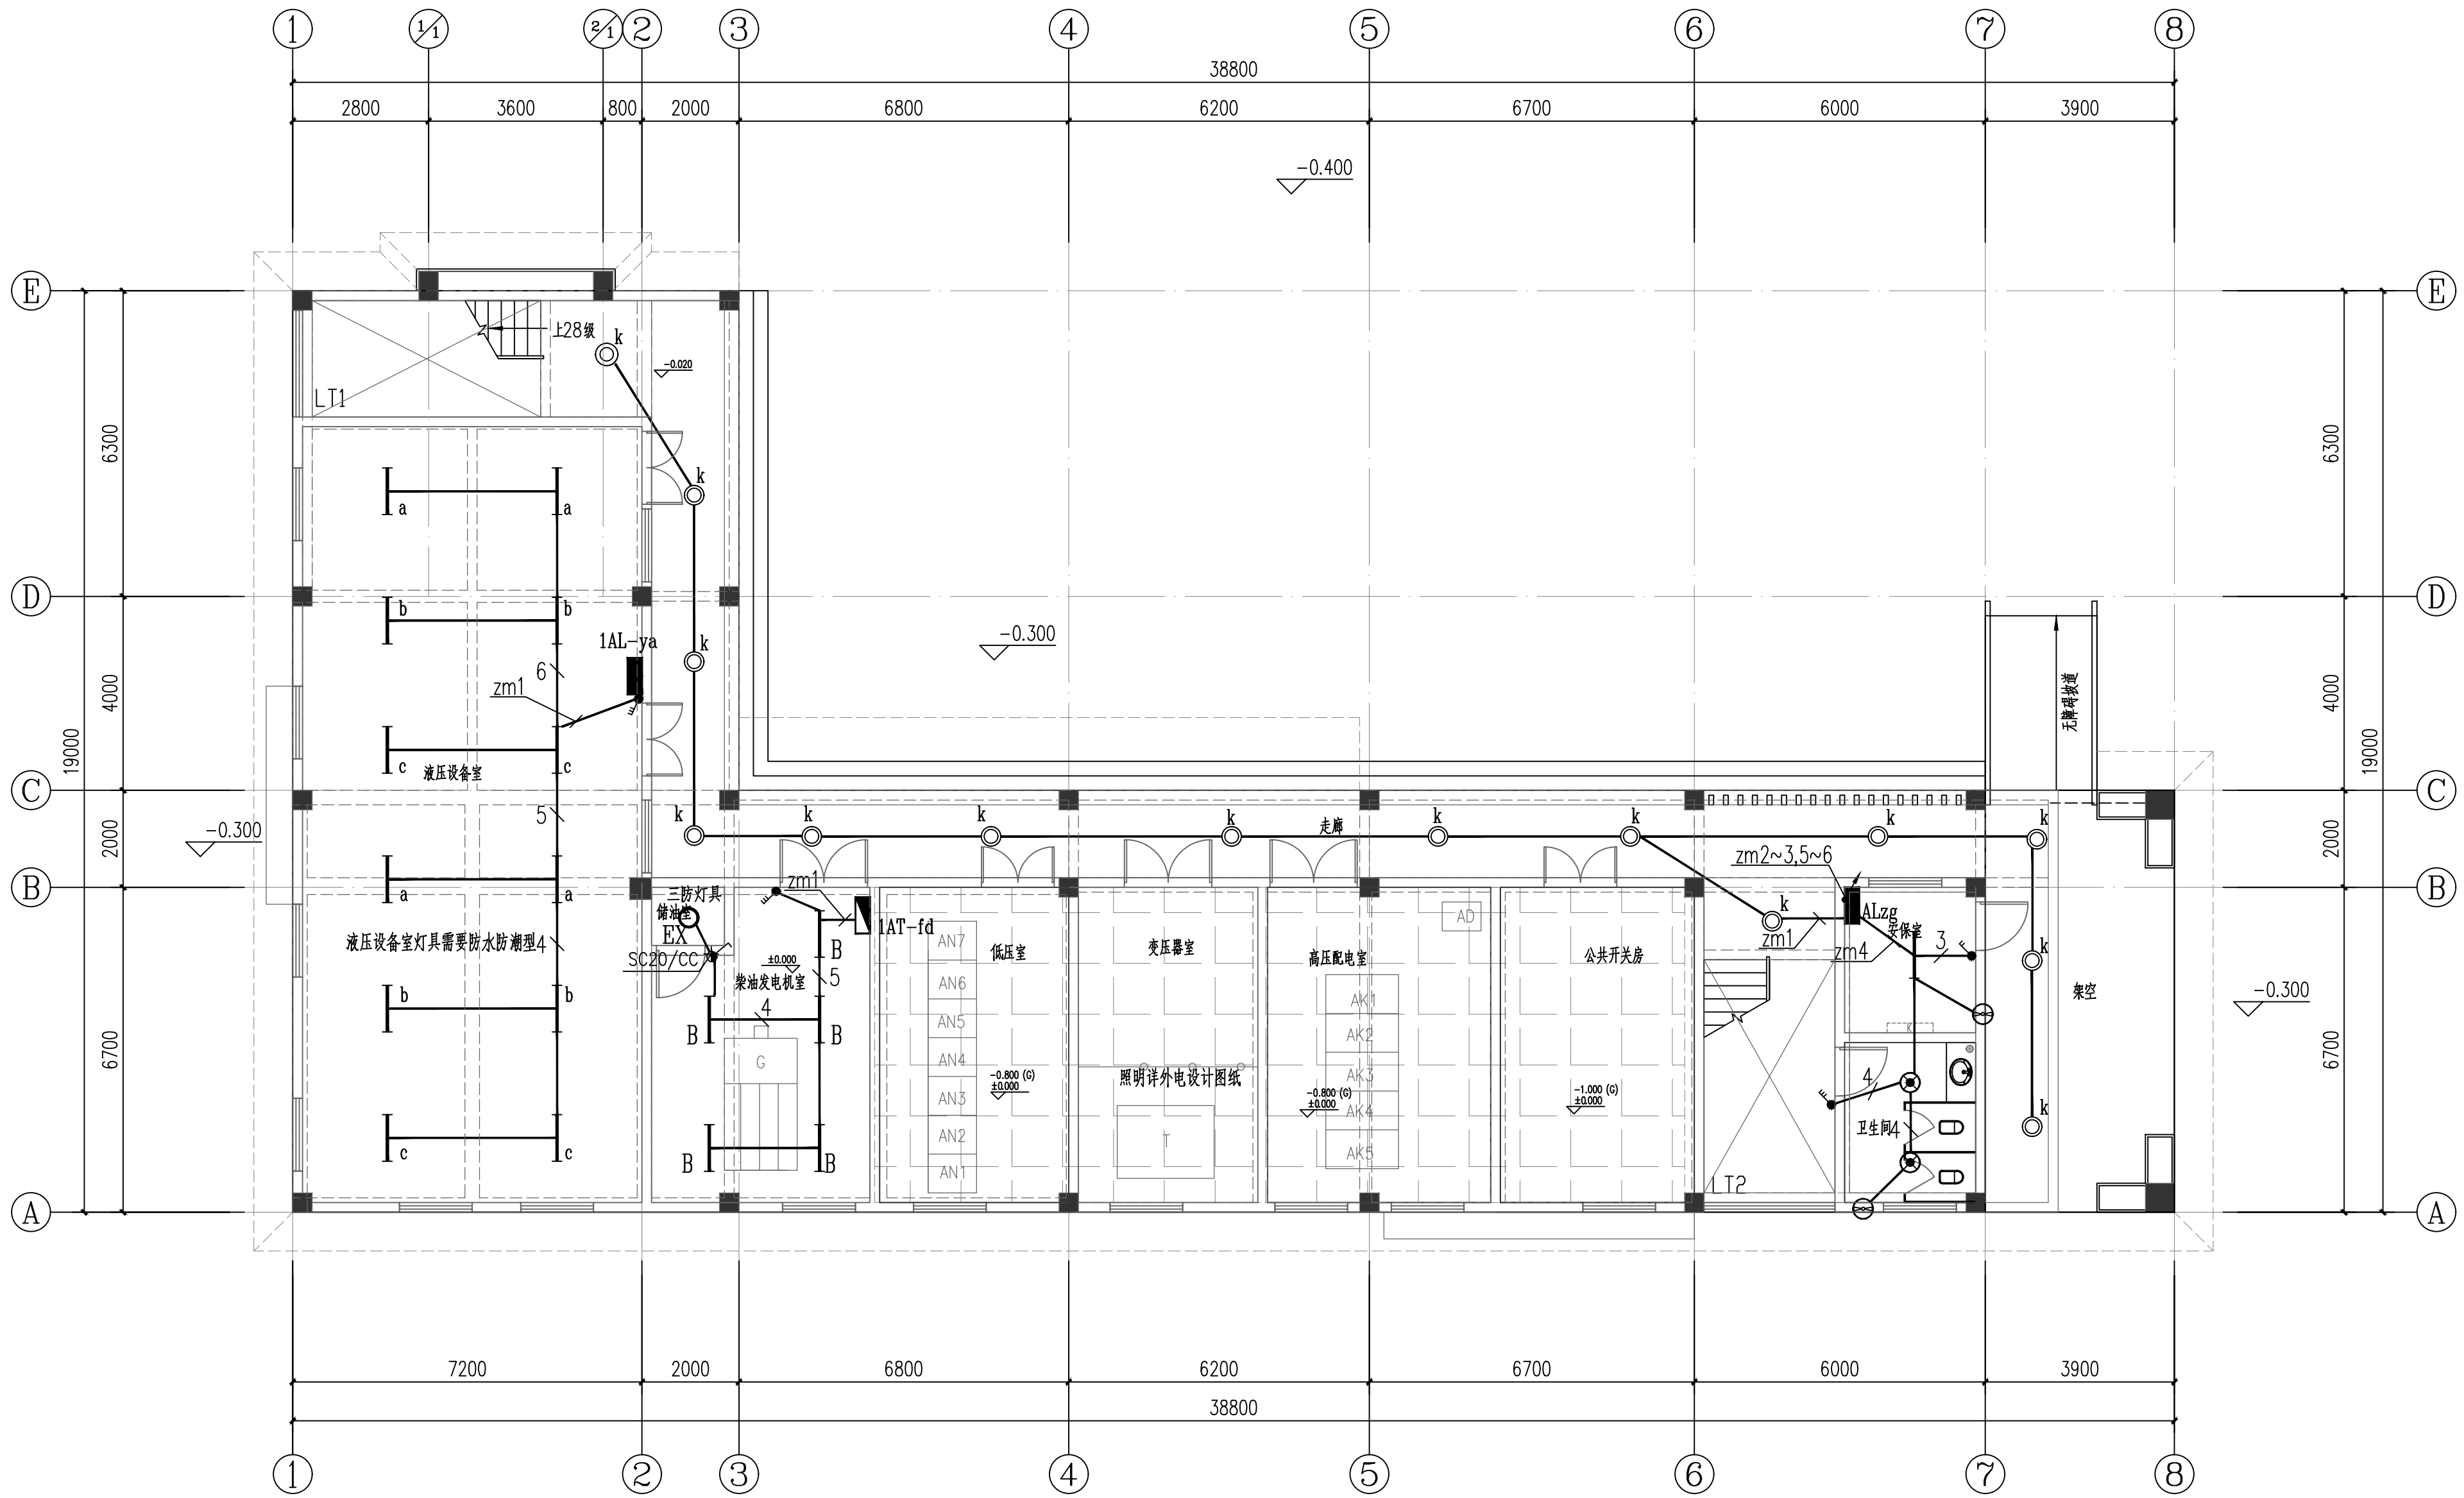 1 1/1 2/1 2 3 4 5 6 7 8
38800
2800 3600 800 2000 6800 6200 6700 6000 3900
-0.400
E E
上28级 k
-0.020
LT1
6300 6300
k
a a
D D
b b
1AL-ya k
-0.300
6
zm1
4000 4000
无障碍坡道
19000 19000
c c
液压设备室
C C
5
k k k k k k k k
走廊
-0.300
2000 2000
zm2~3,5~6
zm1
B B
a a
三防灯具
储油室
EX
1AT-fd
AD
k
ALzg
zm1
安保室
zm4
3
k
液压设备室灯具需要防水防潮型4
SC20/CC
B
AN7
低压室
变压器室
高压配电室
公共开关房
±0.000
柴油发电机室
5
AN6
架空
-0.300
b b
4
AK1
AN5
B B
AK2
K
6700 6700
G
AN4
AK3
照明详外电设计图纸
-0.800 (G)
±0.000
-0.800 (G)
±0.000
-1.000 (G)
±0.000
4
AN3
AK4
k
卫生间4
AN2
T
c c
AK5
B B
AN1
LT2
A A
7200 2000 6800 6200 6700 6000 3900
38800
1 2 3 4 5 6 7 8